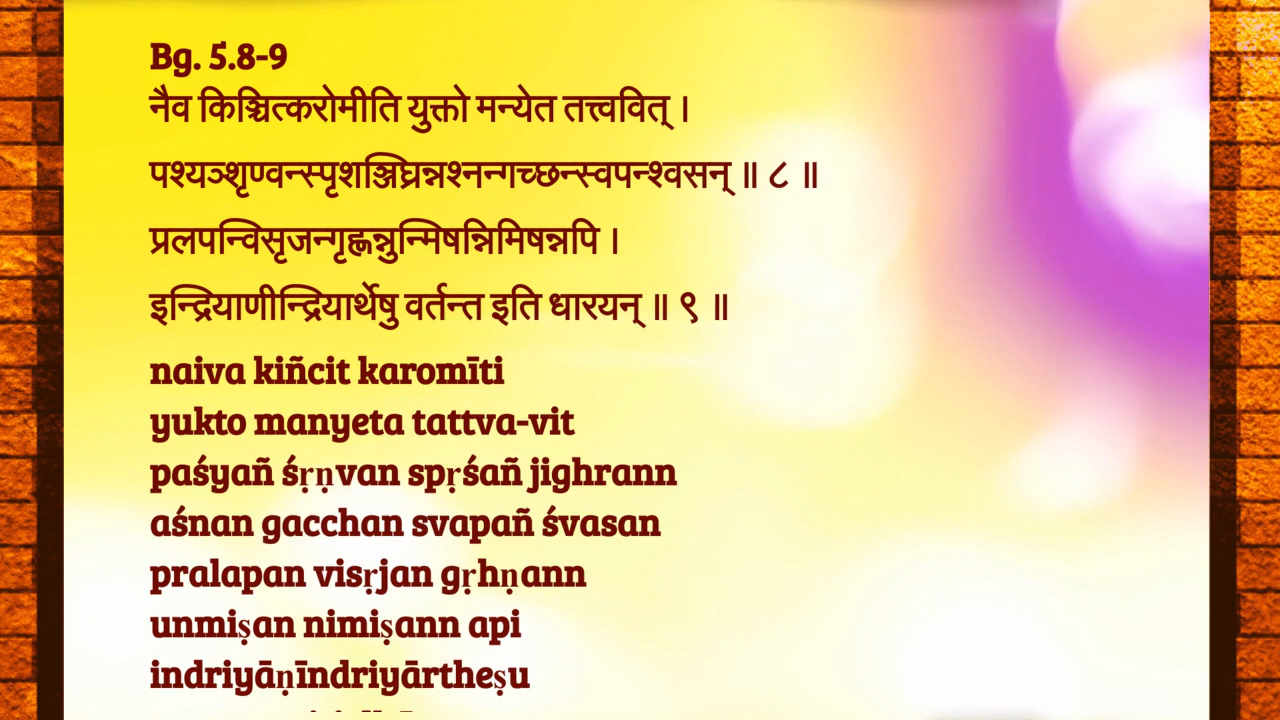 Bg. 5.8-9
नैव किञ्चित्करोमीति युक्तो मन्येत तत्त्ववित् ।
पश्यञ्शृण्वन्स्पृशञ्जिघ्रन्नश्नन्गच्छन्स्वपन्श्वसन् ॥ ८ ॥
प्रलपन्विसृजन्गृह्णन्नुन्मिषन्निमिषन्नपि ।
इन्द्रियाणीन्द्रियार्थेषु वर्तन्त इति धारयन् ॥ ९ ॥
naiva kiñcit karomīti
yukto manyeta tattva-vit
paśyañ śṛṇvan spṛśañ jighrann
aśnan gacchan svapañ śvasan
pralapan visṛjan gṛhṇann
unmiṣan nimiṣann api
indriyāṇīndriyārtheṣu